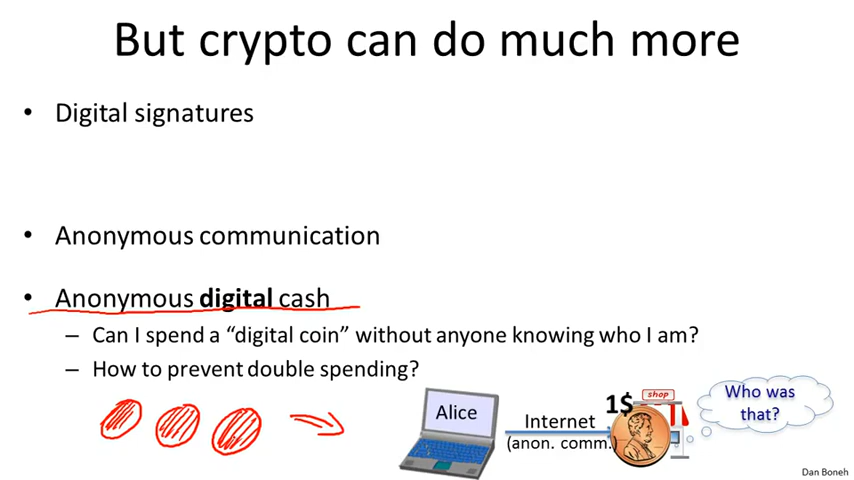 But crypto can do much more
• Digital signatures
• Anonymous communication
• Anonymous digital cash
– Can I spend a “digital coin” without anyone knowing who I am?
– How to prevent double spending?
Alice
Internet
(anon. comm.)
1$
shop
Who was
that?
Dan Boneh